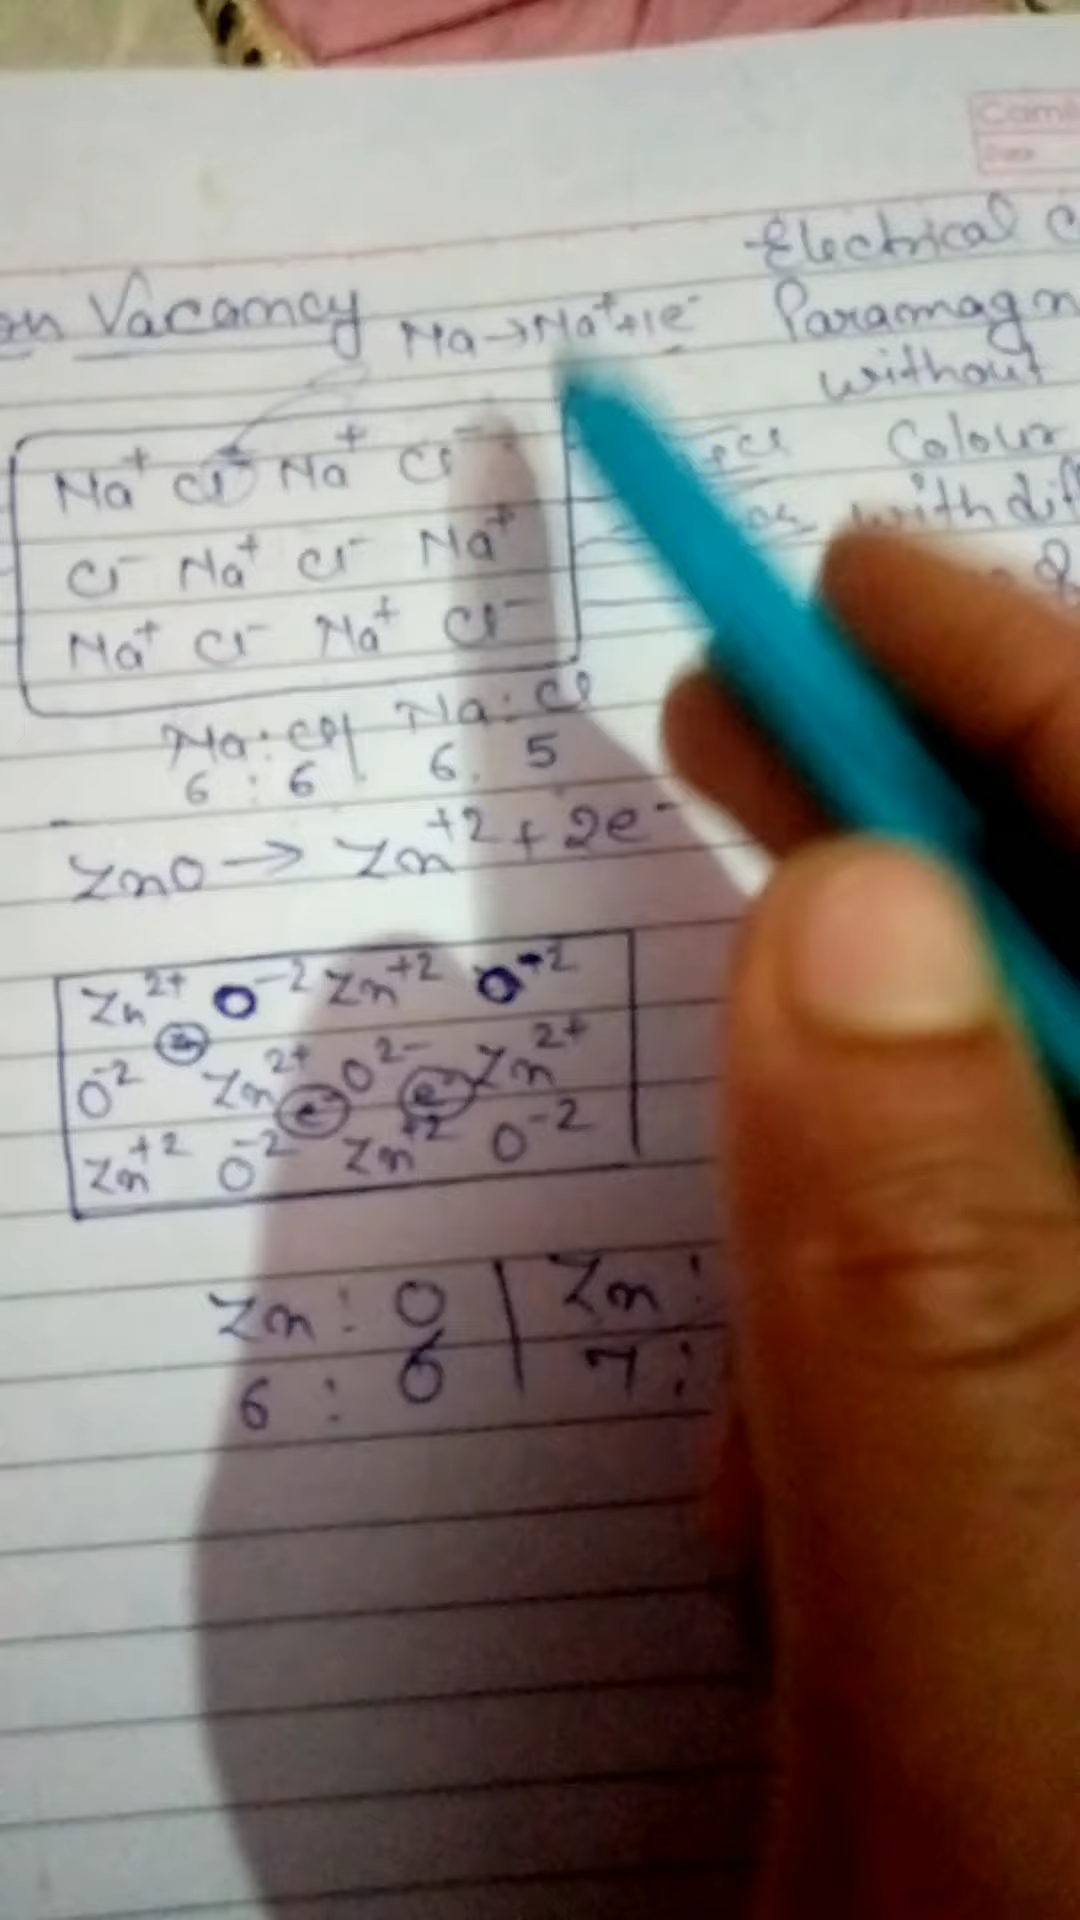 Electrical
Vacancy Na→Na⁺+1e⁻ Paramagn
without
Na⁺ Cl⁻ Na⁺ Cl⁻ Colour
Cl⁻ Na⁺ Cl⁻ Na⁺ with diff
Na⁺ Cl⁻ Na⁺ Cl⁻
Na : Cl | Na : Cl
6 : 6 6. 5
ZnO → Zn⁺² + 2e⁻
Zn²⁺ O⁻² Zn⁺² O⁺²
O⁻² Zn²⁺ O²⁻ Zn²⁺
e⁻ e⁻
Zn⁺² O⁻² Zn⁺² O⁻²
Zn : O | Zn :
6 : 6 | 7 :